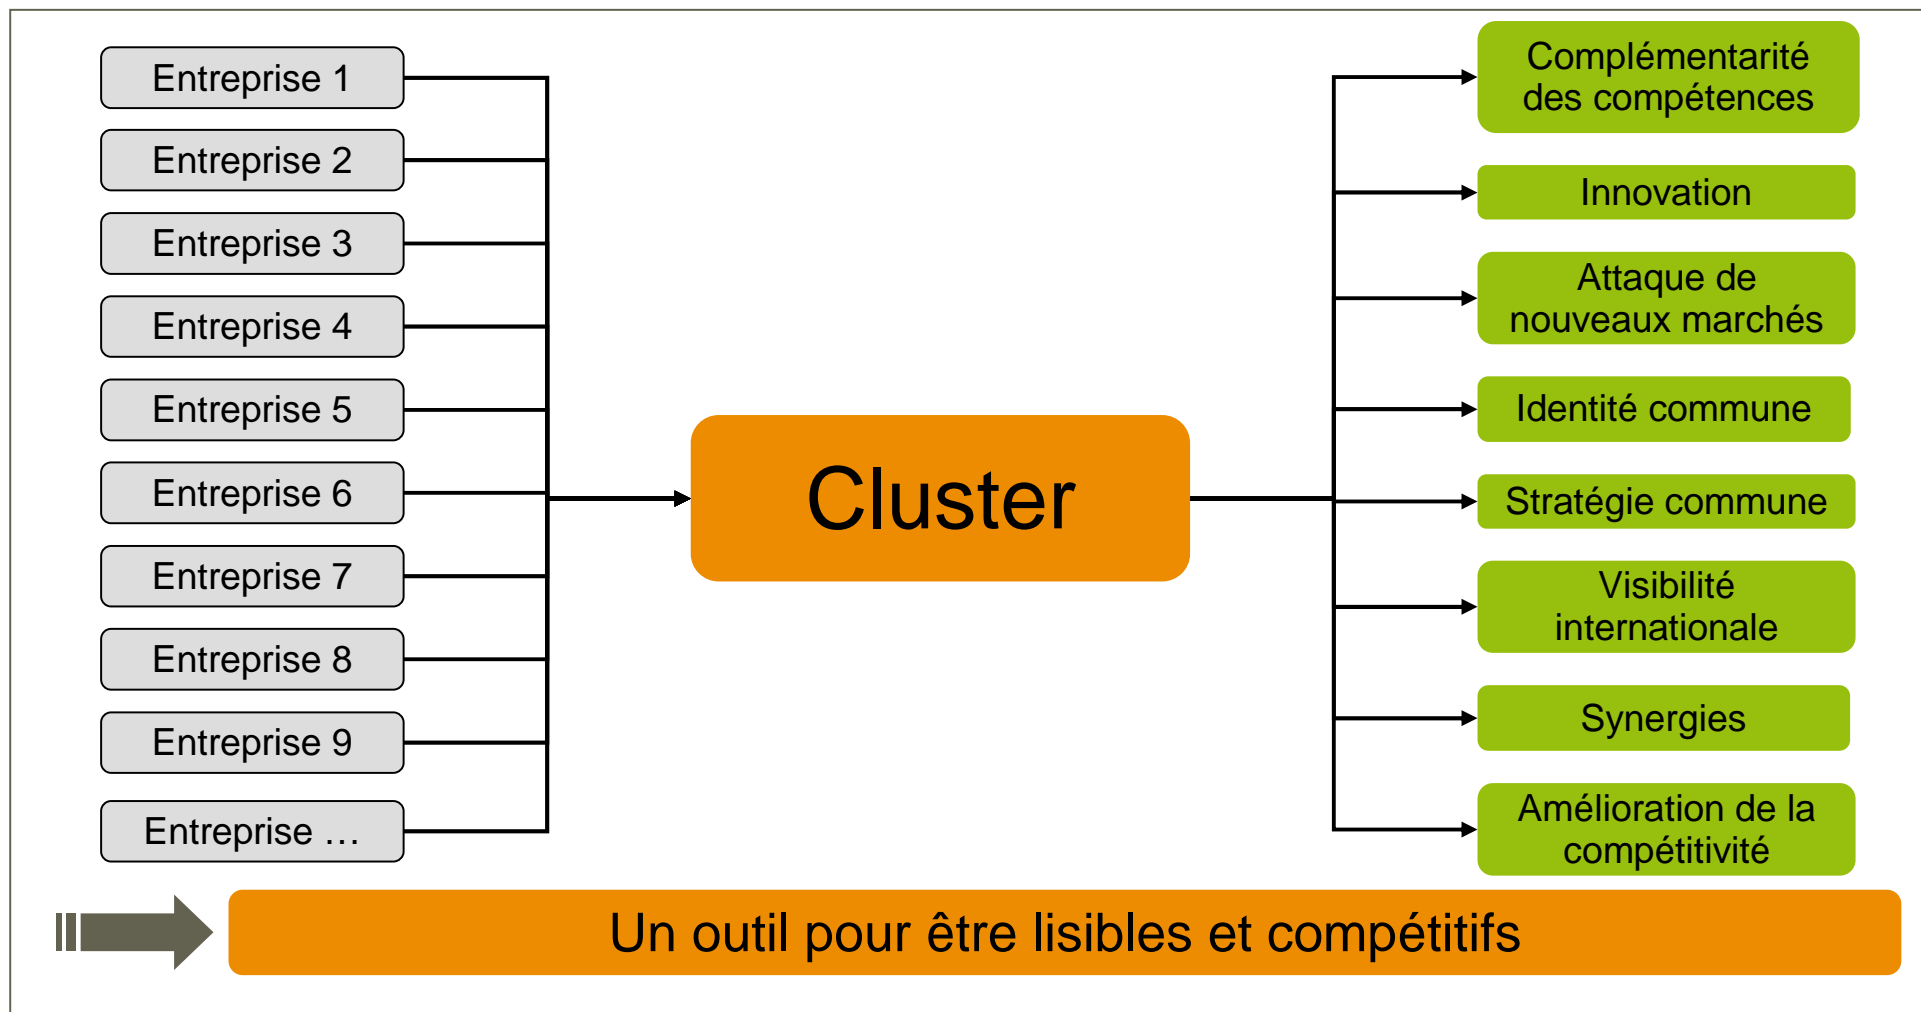 Entreprise 1
Entreprise 2
Entreprise 3
Entreprise 4
Entreprise 5
Entreprise 6
Entreprise 7
Entreprise 8
Entreprise 9
Entreprise …
Cluster
Complémentarité
des compétences
Innovation
Attaque de
nouveaux marchés
Identité commune
Stratégie commune
Visibilité
internationale
Synergies
Amélioration de la
compétitivité
Un outil pour être lisibles et compétitifs